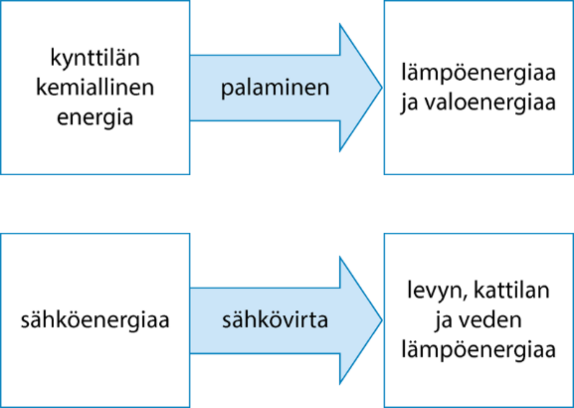 kynttilän
kemiallinen
energia
palaminen
lämpöenergiaa
ja valoenergiaa
sähköenergiaa
sähkövirta
levyn, kattilan
ja veden
lämpöenergiaa